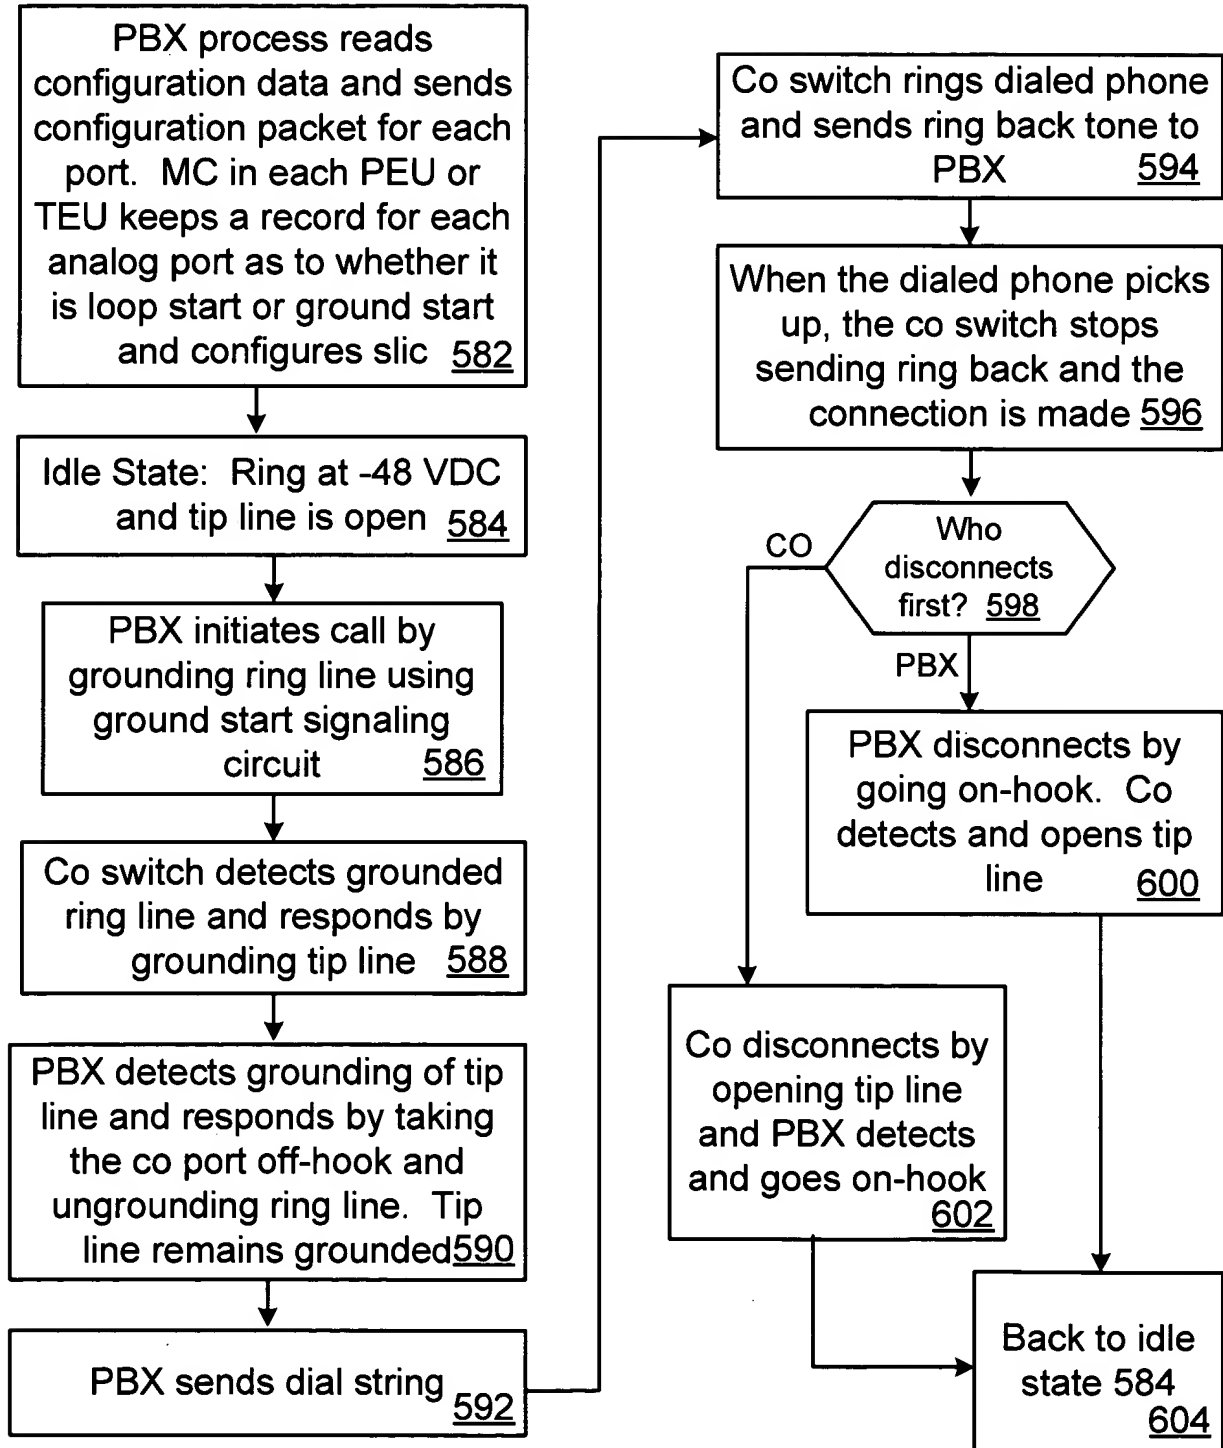 PBX process reads
configuration data and sends
configuration packet for each
port. MC in each PEU or
TEU keeps a record for each
analog port as to whether it
is loop start or ground start
and configures slic 582
Idle State: Ring at -48 VDC
and tip line is open 584
PBX initiates call by
grounding ring line using
ground start signaling
circuit 586
Co switch detects grounded
ring line and responds by
grounding tip line 588
PBX detects grounding of tip
line and responds by taking
the co port off-hook and
ungrounding ring line. Tip
line remains grounded 590
PBX sends dial string 592
Co switch rings dialed phone
and sends ring back tone to
PBX 594
When the dialed phone picks
up, the co switch stops
sending ring back and the
connection is made 596
Who
disconnects
first? 598
CO
PBX
PBX disconnects by
going on-hook. Co
detects and opens tip
line 600
Co disconnects by
opening tip line
and PBX detects
and goes on-hook
602
Back to idle
state 584
604